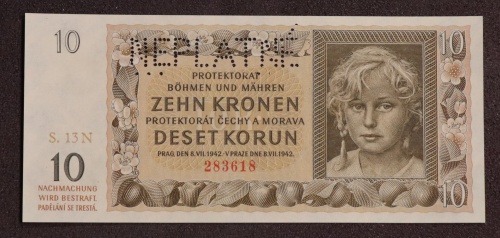 10
NEPLATNÉ
10
PROTEKTORAT
BÖHMEN UND MÄHREN
ZEHN KRONEN
PROTEKTORÁT ČECHY A MORAVA
DESET KORUN
PRAG, DEN 8.VII.1942.-V PRAZE DNE 8.VII.1942.
283618
S. 13 N
10
NACHMACHUNG
WIRD BESTRAFT.
PADĚLÁNÍ SE TRESTÁ.
10